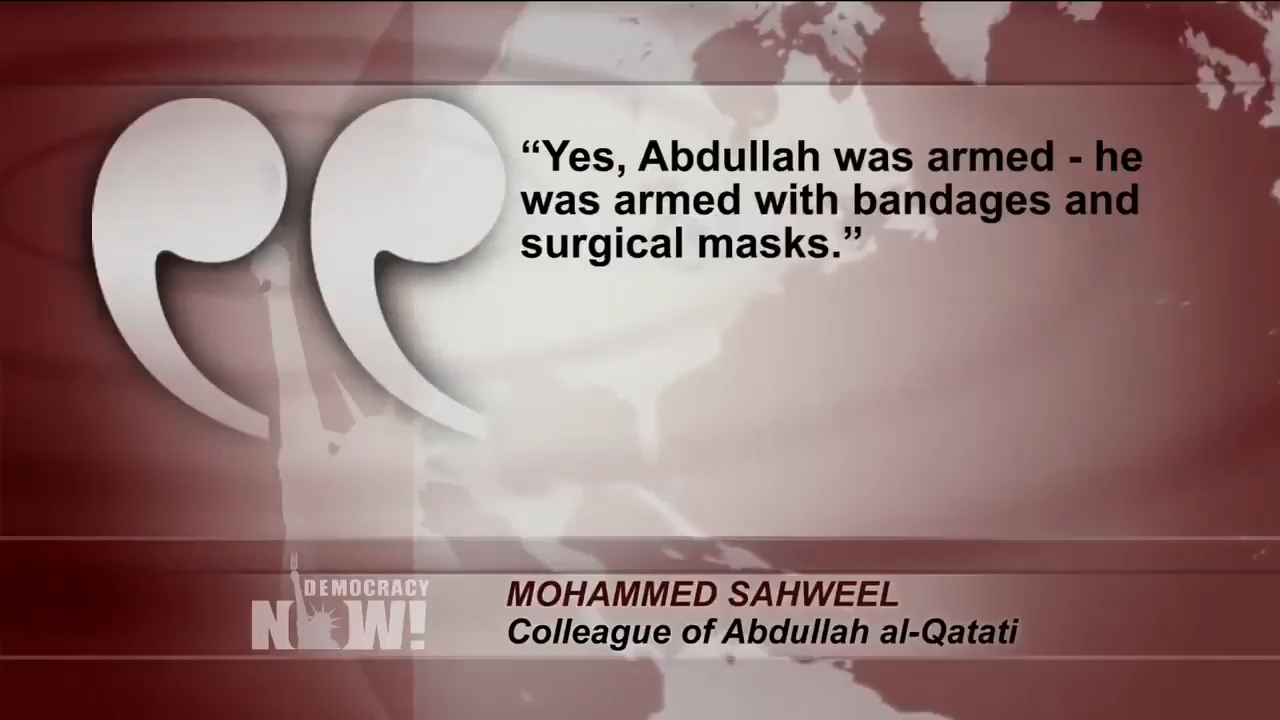 “Yes, Abdullah was armed - he
was armed with bandages and
surgical masks.”
DEMOCRACY
NOW!
MOHAMMED SAHWEEL
Colleague of Abdullah al-Qatati